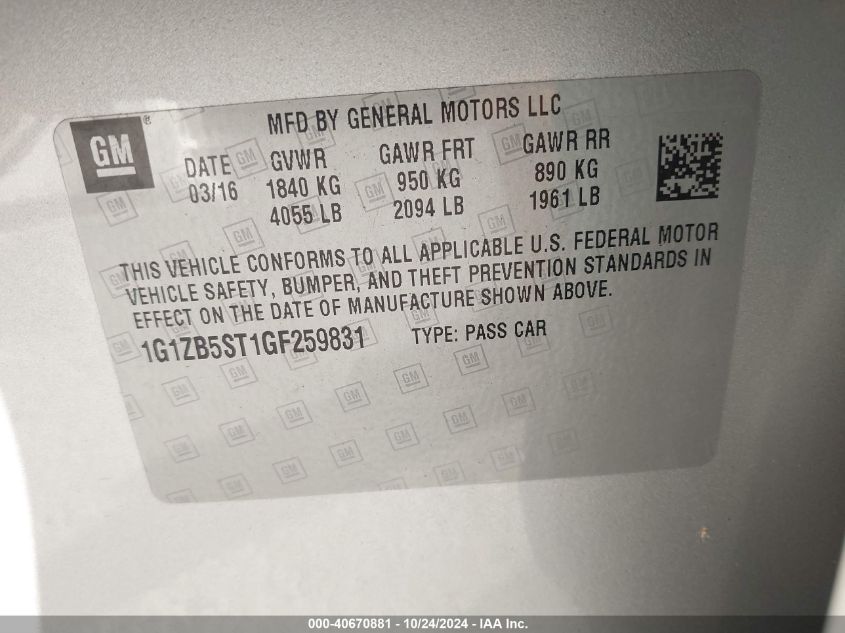 GM ®
MFD BY GENERAL MOTORS LLC
DATE GVWR GAWR FRT GAWR RR
03/16 1840 KG 950 KG 890 KG
4055 LB 2094 LB 1961 LB
THIS VEHICLE CONFORMS TO ALL APPLICABLE U.S. FEDERAL MOTOR
VEHICLE SAFETY, BUMPER, AND THEFT PREVENTION STANDARDS IN
EFFECT ON THE DATE OF MANUFACTURE SHOWN ABOVE.
1G1ZB5ST1GF259831 TYPE: PASS CAR
000-40670881 - 10/24/2024 - IAA Inc.